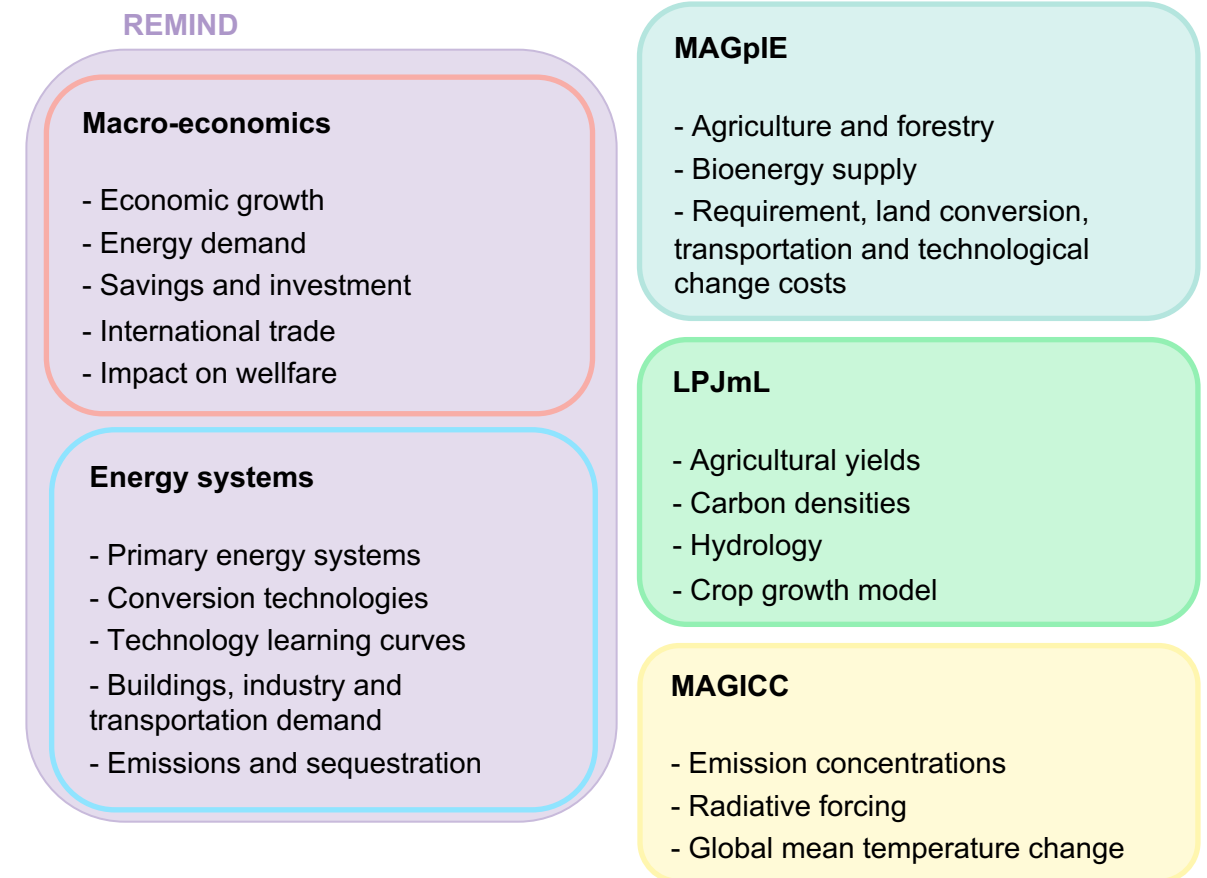 REMIND
Macro-economics
- Economic growth
- Energy demand
- Savings and investment
- International trade
- Impact on wellfare
Energy systems
- Primary energy systems
- Conversion technologies
- Technology learning curves
- Buildings, industry and
transportation demand
- Emissions and sequestration
MAGpIE
- Agriculture and forestry
- Bioenergy supply
- Requirement, land conversion,
transportation and technological
change costs
LPJmL
- Agricultural yields
- Carbon densities
- Hydrology
- Crop growth model
MAGICC
- Emission concentrations
- Radiative forcing
- Global mean temperature change